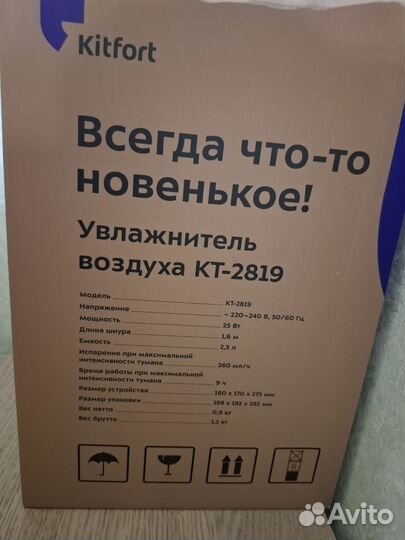 Kitfort
Всегда что-то
новенькое!
Увлажнитель
воздуха КТ-2819
Модель КТ-2819
Напряжение ~ 220–240 В, 50/60 Гц
Мощность 25 Вт
Длина шнура 1,6 м
Емкость 2,5 л
Испарение при максимальной
интенсивности тумана 260 мл/ч
Время работы при максимальной
интенсивности тумана 9 ч
Размер устройства 180 х 170 х 275 мм
Размер упаковки 198 х 192 х 292 мм
Вес нетто 0,9 кг
Вес брутто 1,2 кг
6
Avito